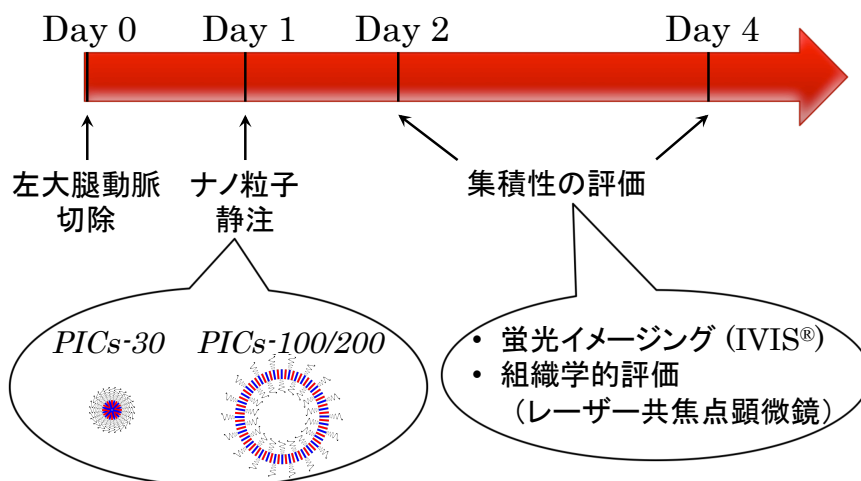 Day 0 Day 1 Day 2 Day 4
左大腿動脈
切除
ナノ粒子
静注
集積性の評価
PICs-30 PICs-100/200
• 蛍光イメージング (IVIS®)
• 組織学的評価
（レーザー共焦点顕微鏡）